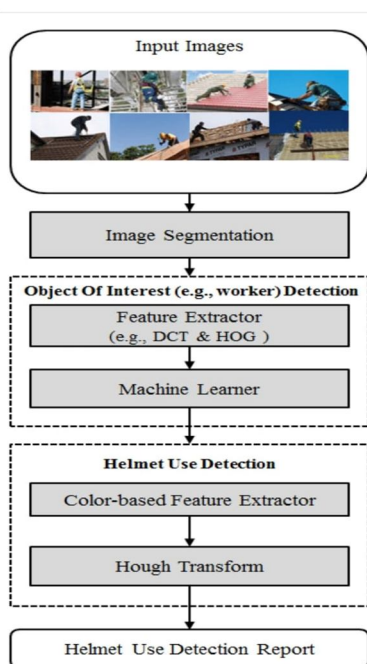 Input Images
Image Segmentation
Object Of Interest (e.g., worker) Detection
Feature Extractor
(e.g., DCT & HOG )
Machine Learner
Helmet Use Detection
Color-based Feature Extractor
Hough Transform
Helmet Use Detection Report